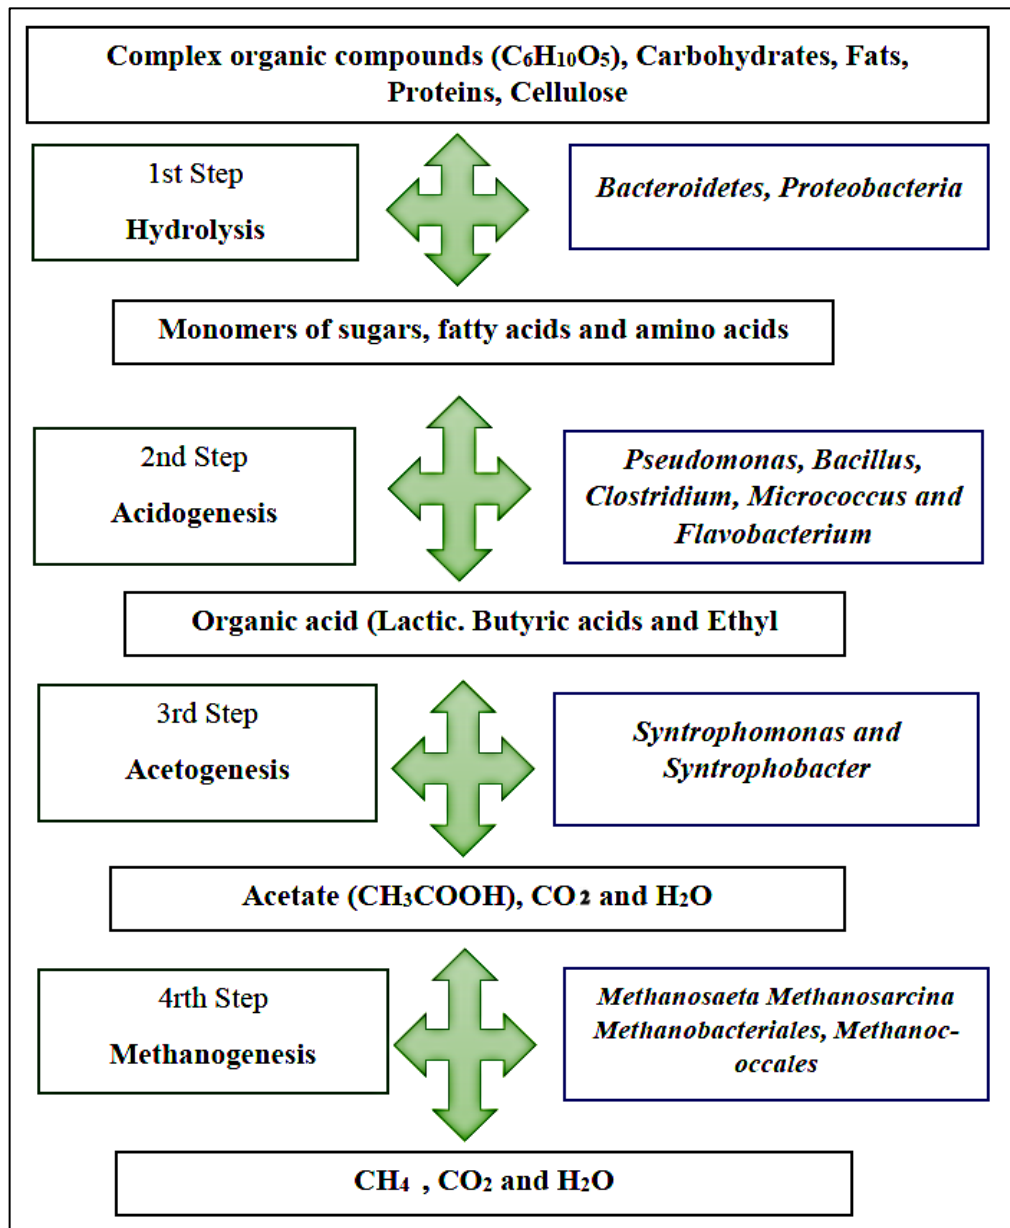 Complex organic compounds (C₆H₁₀O₅), Carbohydrates, Fats,
Proteins, Cellulose
1st Step
Hydrolysis
Bacteroidetes, Proteobacteria
Monomers of sugars, fatty acids and amino acids
2nd Step
Acidogenesis
Pseudomonas, Bacillus,
Clostridium, Micrococcus and
Flavobacterium
Organic acid (Lactic. Butyric acids and Ethyl
3rd Step
Acetogenesis
Syntrophomonas and
Syntrophobacter
Acetate (CH₃COOH), CO₂ and H₂O
4rth Step
Methanogenesis
Methanosaeta Methanosarcina
Methanobacteriales, Methanoc-
occales
CH₄ , CO₂ and H₂O